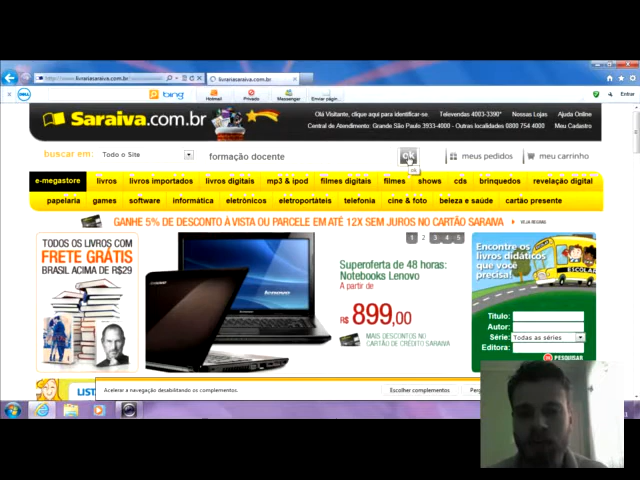 www.livrariasaraiva.com.br
livrariasaraiva.com.br
DELL
bing
Hotmail
Privado
Messenger
Enviar págin...
Entrar
Saraiva.com.br
Olá Visitante, clique aqui para identificar-se.
Televendas 4003-3390*
Nossas Lojas
Ajuda Online
Central de Atendimento: Grande São Paulo 3933-4000 - Outras localidades 0800 754 4000
Meu Cadastro
buscar em:
Todo o Site
formação docente
ok
ok
meus pedidos
meu carrinho
e-megastore
livros
livros importados
livros digitais
mp3 & ipod
filmes digitais
filmes
shows
cds
brinquedos
revelação digital
papelaria
games
software
informática
eletrônicos
eletroportáteis
telefonia
cine & foto
beleza e saúde
cartão presente
GANHE 5% DE DESCONTO À VISTA OU PARCELE EM ATÉ 12X SEM JUROS NO CARTÃO SARAIVA
VEJA REGRAS
TODOS OS LIVROS COM
FRETE GRÁTIS
BRASIL ACIMA DE R$29
1 2 3 4 5
lenovo
Superoferta de 48 horas:
Notebooks Lenovo
A partir de
R$ 899,00
MAIS DESCONTOS NO
CARTÃO DE CRÉDITO SARAIVA
Encontre os
livros didáticos
que você
precisa!
ESCOLAR
Título:
Autor:
Série:
Todas as séries
Editora:
PESQUISAR
LIST
Acelerar a navegação desabilitando os complementos.
Escolher complementos